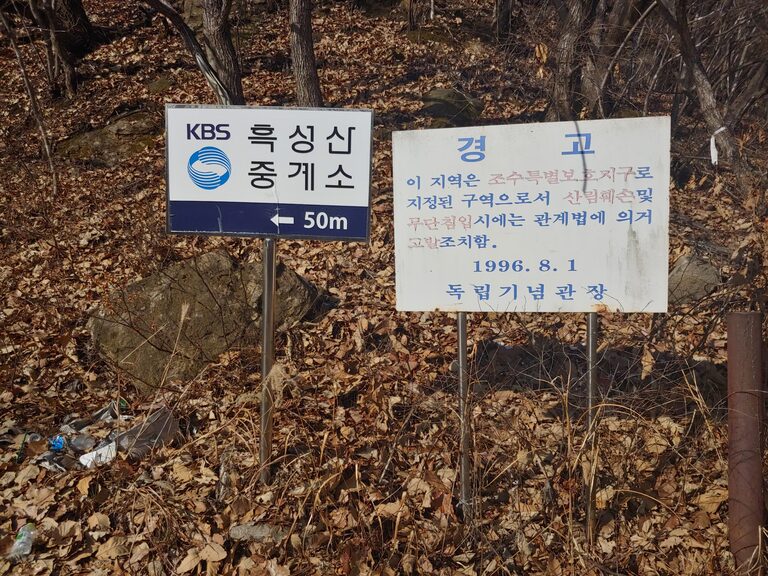 KBS 흑성산
중계소
← 50m
경 고
이 지역은 조수특별보호지구로
지정된 구역으로서 산림훼손및
무단침입시에는 관계법에 의거
고발조치함.
1996. 8. 1
독립기념관장